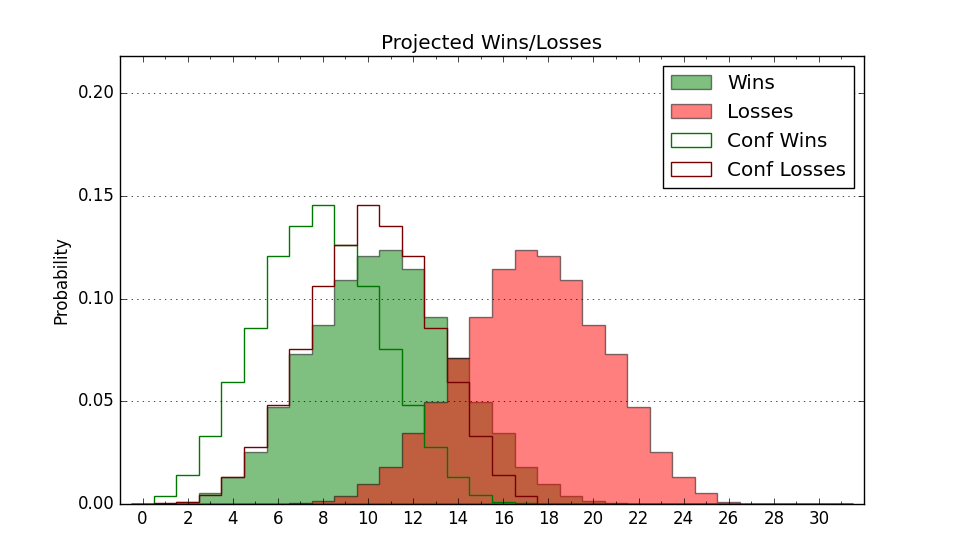 Projected Wins/Losses
Wins
Losses
Conf Wins
Conf Losses
0.20
0.15
0.10
0.05
0.00
Probability
0 2 4 6 8 10 12 14 16 18 20 22 24 26 28 30